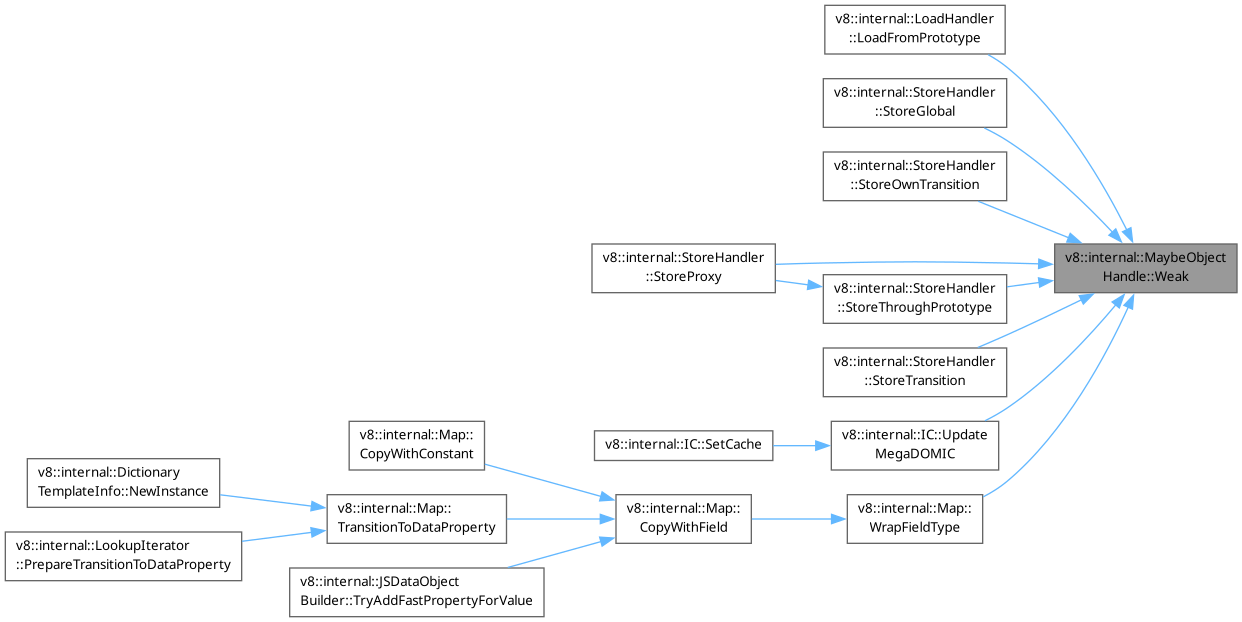 v8::internal::LoadHandler
::LoadFromPrototype
v8::internal::StoreHandler
::StoreGlobal
v8::internal::StoreHandler
::StoreOwnTransition
v8::internal::StoreHandler
::StoreProxy
v8::internal::MaybeObject
Handle::Weak
v8::internal::StoreHandler
::StoreThroughPrototype
v8::internal::StoreHandler
::StoreTransition
v8::internal::Map::
CopyWithConstant
v8::internal::IC::SetCache
v8::internal::IC::Update
MegaDOMIC
v8::internal::Dictionary
TemplateInfo::NewInstance
v8::internal::Map::
TransitionToDataProperty
v8::internal::Map::
CopyWithField
v8::internal::Map::
WrapFieldType
v8::internal::LookupIterator
::PrepareTransitionToDataProperty
v8::internal::JSDataObject
Builder::TryAddFastPropertyForValue